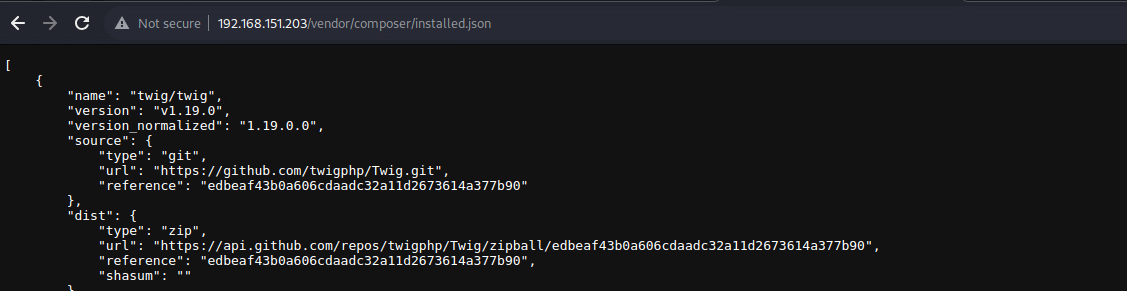 Not secure | 192.168.151.203/vendor/composer/installed.json
[
    {
        "name": "twig/twig",
        "version": "v1.19.0",
        "version_normalized": "1.19.0.0",
        "source": {
            "type": "git",
            "url": "https://github.com/twigphp/Twig.git",
            "reference": "edbeaf43b0a606cdaadc32a11d2673614a377b90"
        },
        "dist": {
            "type": "zip",
            "url": "https://api.github.com/repos/twigphp/Twig/zipball/edbeaf43b0a606cdaadc32a11d2673614a377b90",
            "reference": "edbeaf43b0a606cdaadc32a11d2673614a377b90",
            "shasum": ""
        }